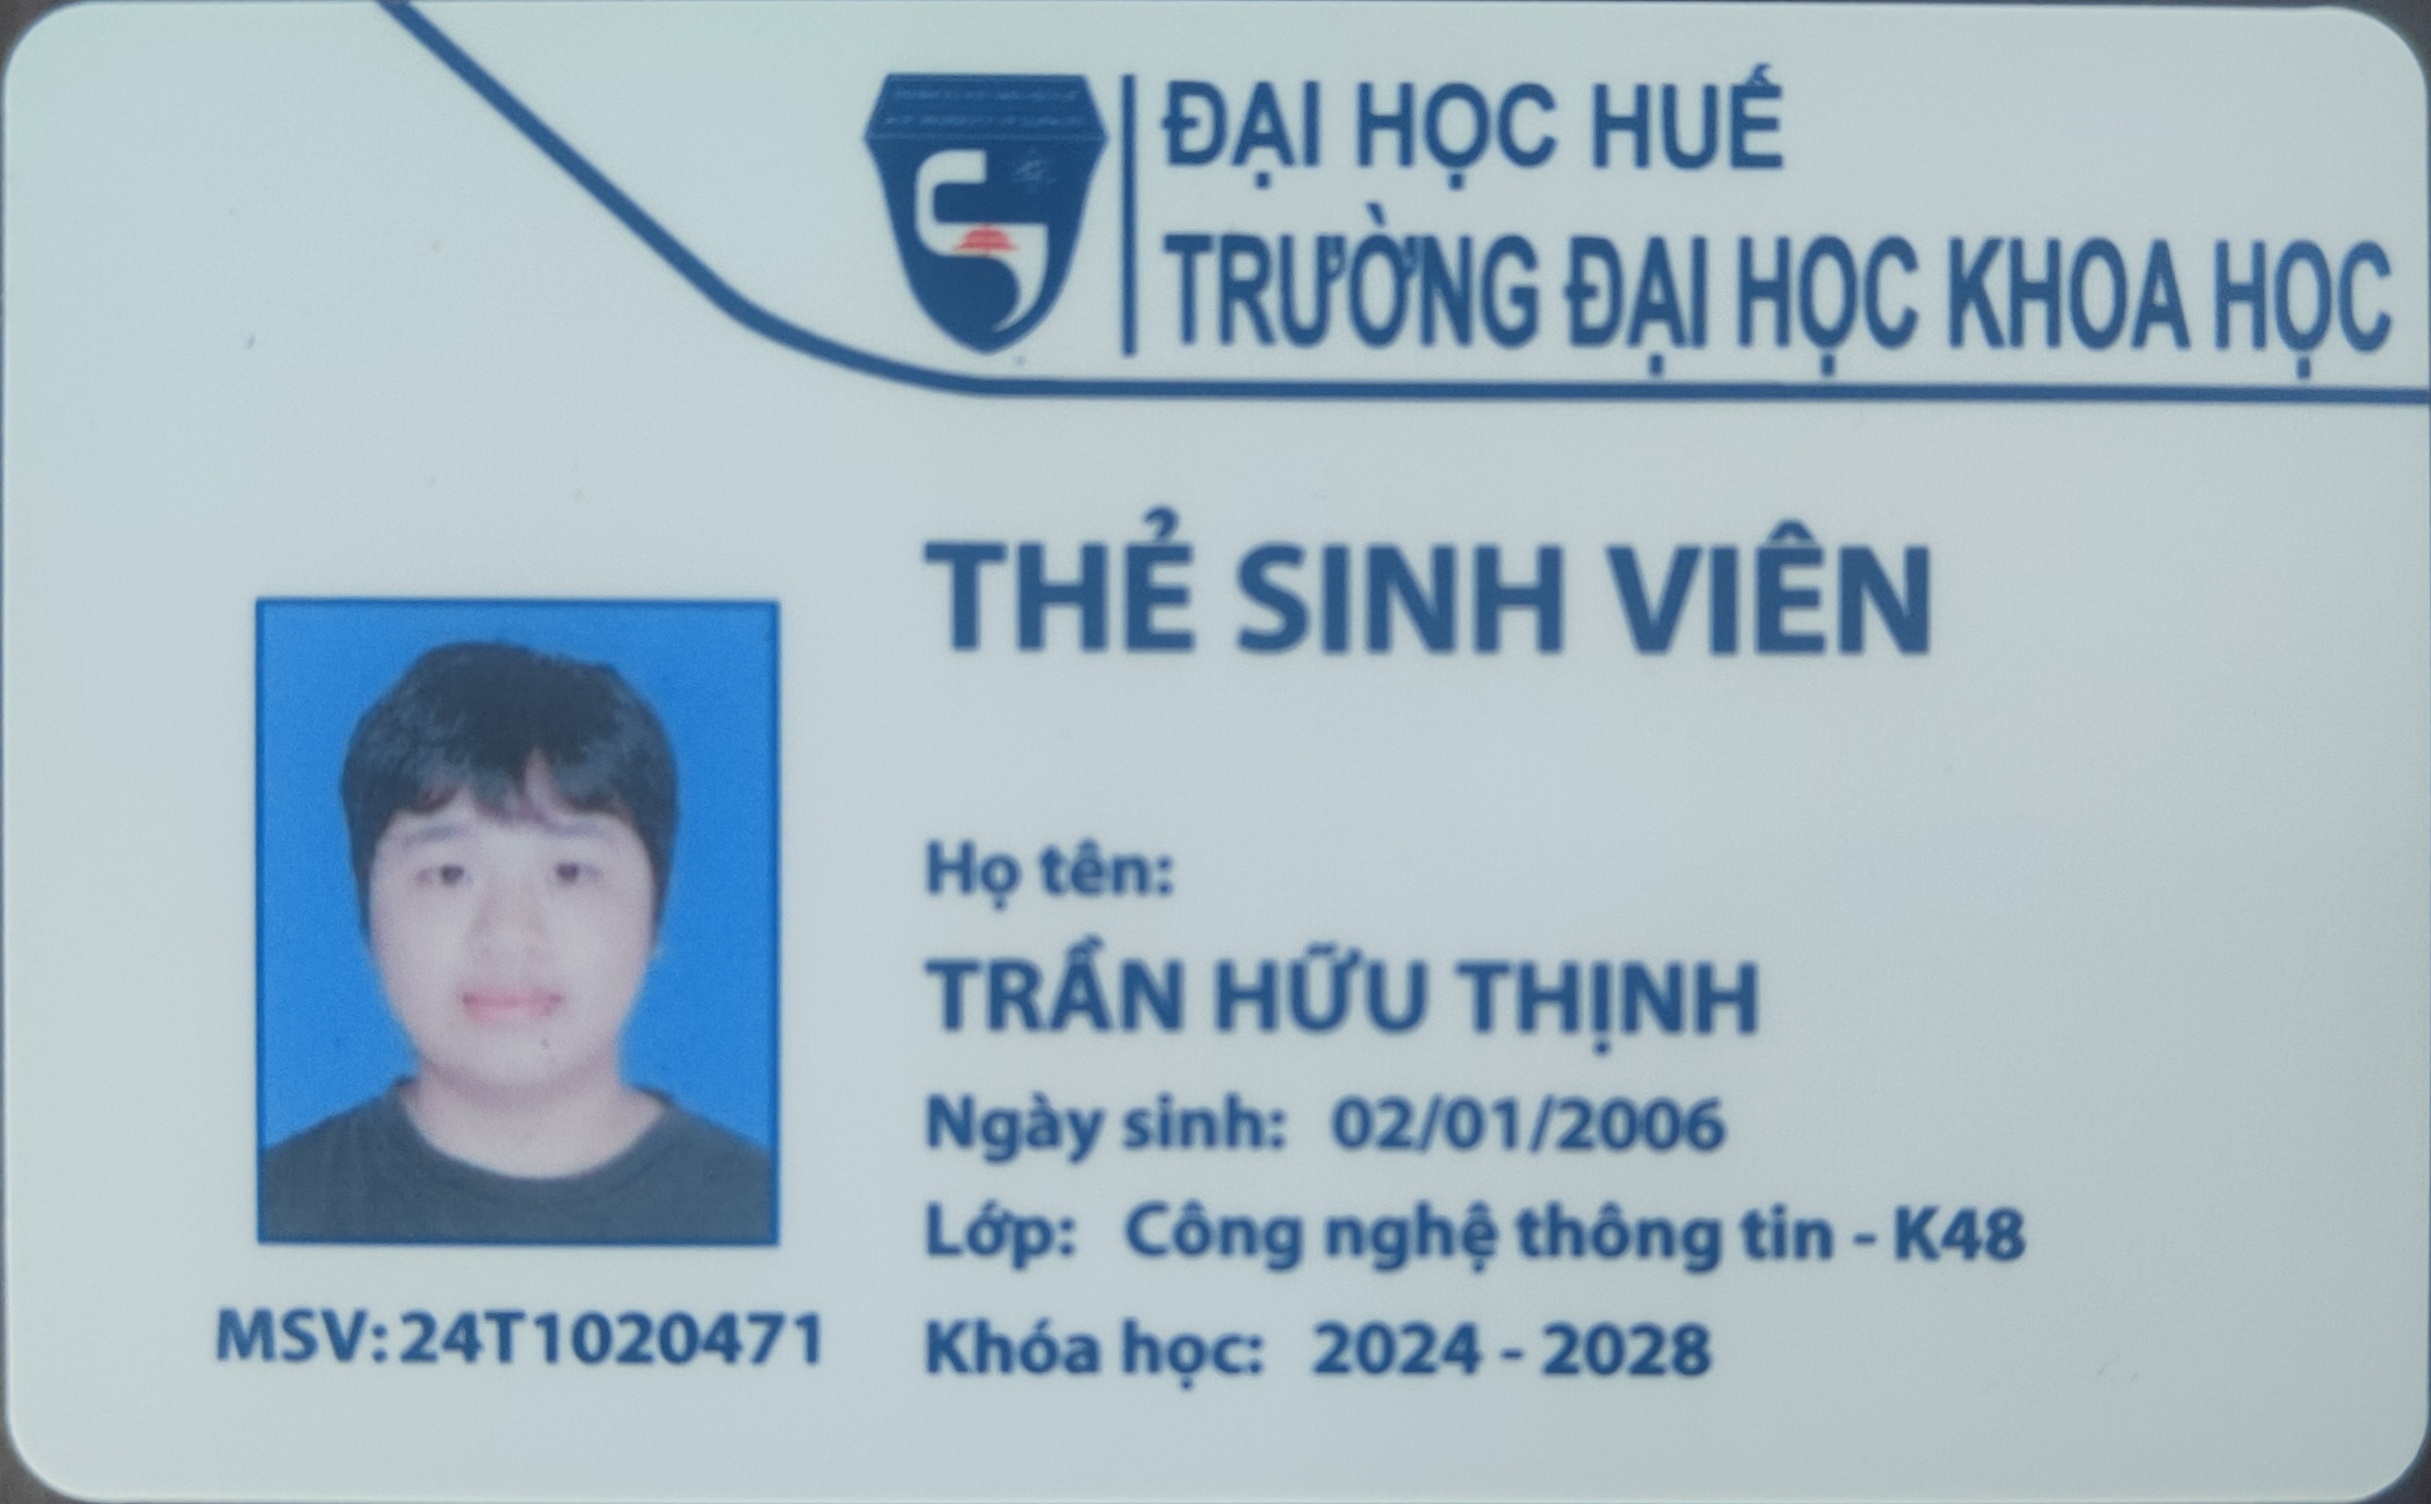 ĐẠI HỌC HUẾ
TRƯỜNG ĐẠI HỌC KHOA HỌC
THẺ SINH VIÊN
Họ tên:
TRẦN HỮU THỊNH
Ngày sinh: 02/01/2006
Lớp: Công nghệ thông tin - K48
Khóa học: 2024 - 2028
MSV: 24T1020471